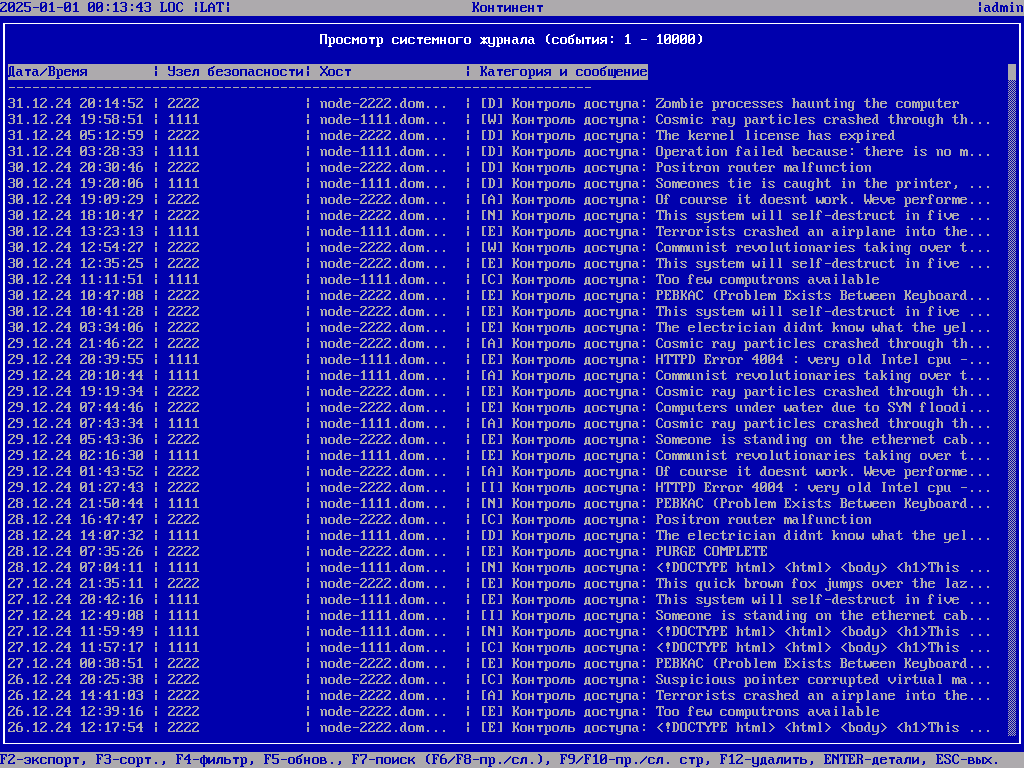 2025-01-01 00:13:43 LOC |LAT| Континент |admin
Просмотр системного журнала (события: 1 - 10000)
Дата/Время | Узел безопасности| Хост | Категория и сообщение
31.12.24 20:14:52 | 2222 | node-2222.dom... | [D] Контроль доступа: Zombie processes haunting the computer
31.12.24 19:58:51 | 1111 | node-1111.dom... | [W] Контроль доступа: Cosmic ray particles crashed through th...
31.12.24 05:12:59 | 2222 | node-2222.dom... | [D] Контроль доступа: The kernel license has expired
31.12.24 03:28:33 | 1111 | node-1111.dom... | [D] Контроль доступа: Operation failed because: there is no m...
30.12.24 20:30:46 | 2222 | node-2222.dom... | [D] Контроль доступа: Positron router malfunction
30.12.24 19:20:06 | 1111 | node-1111.dom... | [D] Контроль доступа: Someones tie is caught in the printer, ...
30.12.24 19:09:29 | 2222 | node-2222.dom... | [A] Контроль доступа: Of course it doesnt work. Weve performe...
30.12.24 18:10:47 | 2222 | node-2222.dom... | [N] Контроль доступа: This system will self-destruct in five ...
30.12.24 13:23:13 | 1111 | node-1111.dom... | [E] Контроль доступа: Terrorists crashed an airplane into the...
30.12.24 12:54:27 | 2222 | node-2222.dom... | [W] Контроль доступа: Communist revolutionaries taking over t...
30.12.24 12:35:25 | 2222 | node-2222.dom... | [E] Контроль доступа: This system will self-destruct in five ...
30.12.24 11:11:51 | 1111 | node-1111.dom... | [C] Контроль доступа: Too few computrons available
30.12.24 10:47:08 | 2222 | node-2222.dom... | [E] Контроль доступа: PEBKAC (Problem Exists Between Keyboard...
30.12.24 10:41:28 | 2222 | node-2222.dom... | [E] Контроль доступа: This system will self-destruct in five ...
30.12.24 03:34:06 | 2222 | node-2222.dom... | [E] Контроль доступа: The electrician didnt know what the yel...
29.12.24 21:46:22 | 2222 | node-2222.dom... | [A] Контроль доступа: Cosmic ray particles crashed through th...
29.12.24 20:39:55 | 1111 | node-1111.dom... | [E] Контроль доступа: HTTPD Error 4004 : very old Intel cpu -...
29.12.24 20:10:44 | 1111 | node-1111.dom... | [A] Контроль доступа: Communist revolutionaries taking over t...
29.12.24 19:19:34 | 2222 | node-2222.dom... | [E] Контроль доступа: Cosmic ray particles crashed through th...
29.12.24 07:44:46 | 2222 | node-2222.dom... | [E] Контроль доступа: Computers under water due to SYN floodi...
29.12.24 07:43:34 | 1111 | node-1111.dom... | [A] Контроль доступа: Cosmic ray particles crashed through th...
29.12.24 05:43:36 | 2222 | node-2222.dom... | [E] Контроль доступа: Someone is standing on the ethernet cab...
29.12.24 02:16:30 | 1111 | node-1111.dom... | [E] Контроль доступа: Communist revolutionaries taking over t...
29.12.24 01:43:52 | 2222 | node-2222.dom... | [A] Контроль доступа: Of course it doesnt work. Weve performe...
29.12.24 01:27:43 | 2222 | node-2222.dom... | [I] Контроль доступа: HTTPD Error 4004 : very old Intel cpu -...
28.12.24 21:50:44 | 1111 | node-1111.dom... | [N] Контроль доступа: PEBKAC (Problem Exists Between Keyboard...
28.12.24 16:47:47 | 2222 | node-2222.dom... | [C] Контроль доступа: Positron router malfunction
28.12.24 14:07:32 | 1111 | node-1111.dom... | [D] Контроль доступа: The electrician didnt know what the yel...
28.12.24 07:35:26 | 2222 | node-2222.dom... | [E] Контроль доступа: PURGE COMPLETE
28.12.24 07:04:11 | 1111 | node-1111.dom... | [N] Контроль доступа: <!DOCTYPE html> <html> <body> <h1>This ...
27.12.24 21:35:11 | 2222 | node-2222.dom... | [E] Контроль доступа: This quick brown fox jumps over the laz...
27.12.24 20:42:16 | 1111 | node-1111.dom... | [E] Контроль доступа: This system will self-destruct in five ...
27.12.24 12:49:08 | 1111 | node-1111.dom... | [I] Контроль доступа: Someone is standing on the ethernet cab...
27.12.24 11:59:49 | 1111 | node-1111.dom... | [N] Контроль доступа: <!DOCTYPE html> <html> <body> <h1>This ...
27.12.24 11:57:17 | 1111 | node-1111.dom... | [C] Контроль доступа: <!DOCTYPE html> <html> <body> <h1>This ...
27.12.24 00:38:51 | 2222 | node-2222.dom... | [E] Контроль доступа: PEBKAC (Problem Exists Between Keyboard...
26.12.24 20:25:38 | 2222 | node-2222.dom... | [C] Контроль доступа: Suspicious pointer corrupted virtual ma...
26.12.24 14:41:03 | 2222 | node-2222.dom... | [A] Контроль доступа: Terrorists crashed an airplane into the...
26.12.24 12:39:16 | 2222 | node-2222.dom... | [E] Контроль доступа: Too few computrons available
26.12.24 12:17:54 | 2222 | node-2222.dom... | [E] Контроль доступа: <!DOCTYPE html> <html> <body> <h1>This ...
F2-экспорт, F3-сорт., F4-фильтр, F5-обнов., F7-поиск (F6/F8-пр./сл.), F9/F10-пр./сл. стр, F12-удалить, ENTER-детали, ESC-вых.